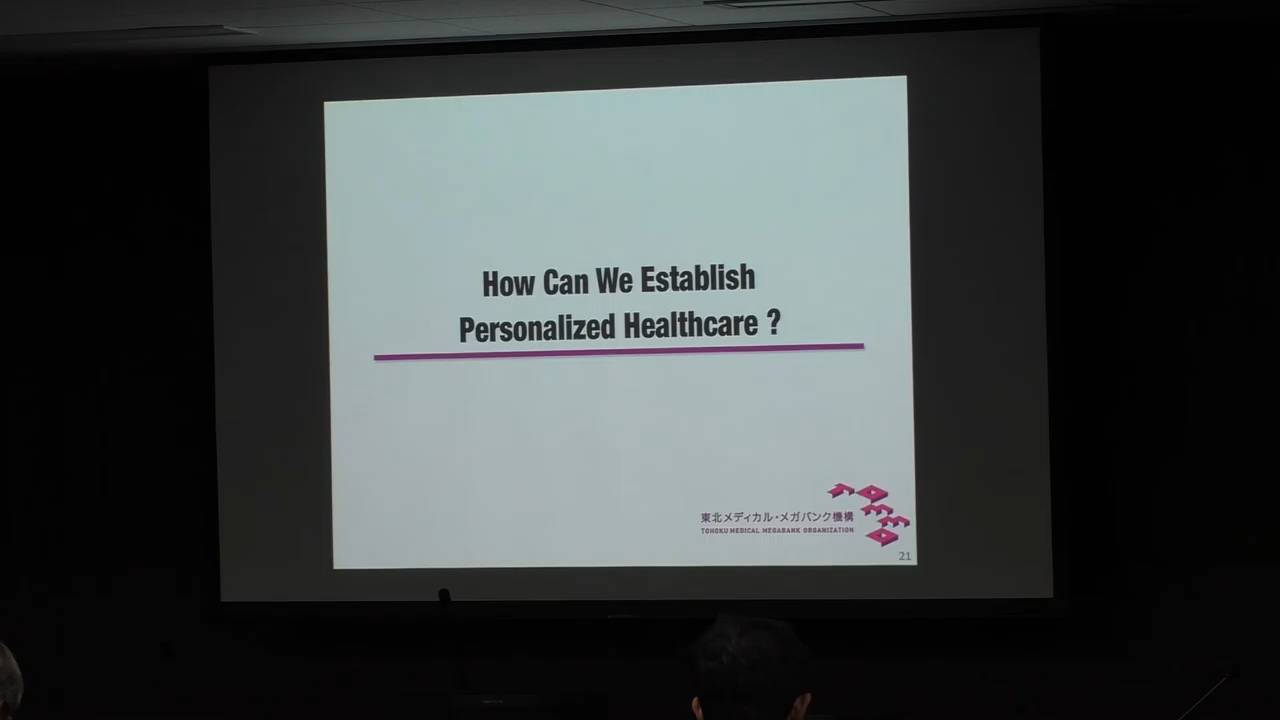 How Can We Establish
Personalized Healthcare ?
東北メディカル・メガバンク機構
TOHOKU MEDICAL MEGABANK ORGANIZATION
21